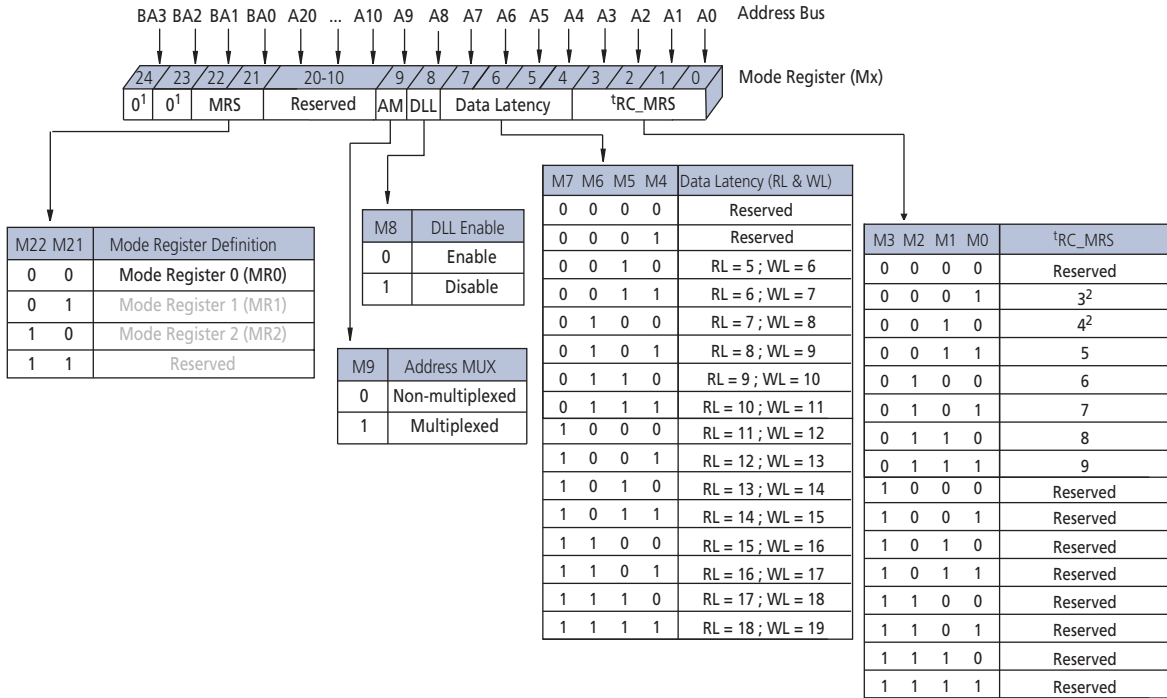 BA3 BA2 BA1 BA0 A20 ... A10 A9 A8 A7 A6 A5 A4 A3 A2 A1 A0 Address Bus
24 23 22 21 20-10 9 8 7 6 5 4 3 2 1 0 Mode Register (Mx)
0¹ 0¹ MRS Reserved AM DLL Data Latency ᵗRC_MRS
M22 M21 Mode Register Definition
0 0 Mode Register 0 (MR0)
0 1 Mode Register 1 (MR1)
1 0 Mode Register 2 (MR2)
1 1 Reserved
M8 DLL Enable
0 Enable
1 Disable
M9 Address MUX
0 Non-multiplexed
1 Multiplexed
M7 M6 M5 M4 Data Latency (RL & WL)
0 0 0 0 Reserved
0 0 0 1 Reserved
0 0 1 0 RL = 5 ; WL = 6
0 0 1 1 RL = 6 ; WL = 7
0 1 0 0 RL = 7 ; WL = 8
0 1 0 1 RL = 8 ; WL = 9
0 1 1 0 RL = 9 ; WL = 10
0 1 1 1 RL = 10 ; WL = 11
1 0 0 0 RL = 11 ; WL = 12
1 0 0 1 RL = 12 ; WL = 13
1 0 1 0 RL = 13 ; WL = 14
1 0 1 1 RL = 14 ; WL = 15
1 1 0 0 RL = 15 ; WL = 16
1 1 0 1 RL = 16 ; WL = 17
1 1 1 0 RL = 17 ; WL = 18
1 1 1 1 RL = 18 ; WL = 19
M3 M2 M1 M0 ᵗRC_MRS
0 0 0 0 Reserved
0 0 0 1 3²
0 0 1 0 4²
0 0 1 1 5
0 1 0 0 6
0 1 0 1 7
0 1 1 0 8
0 1 1 1 9
1 0 0 0 Reserved
1 0 0 1 Reserved
1 0 1 0 Reserved
1 0 1 1 Reserved
1 1 0 0 Reserved
1 1 0 1 Reserved
1 1 1 0 Reserved
1 1 1 1 Reserved